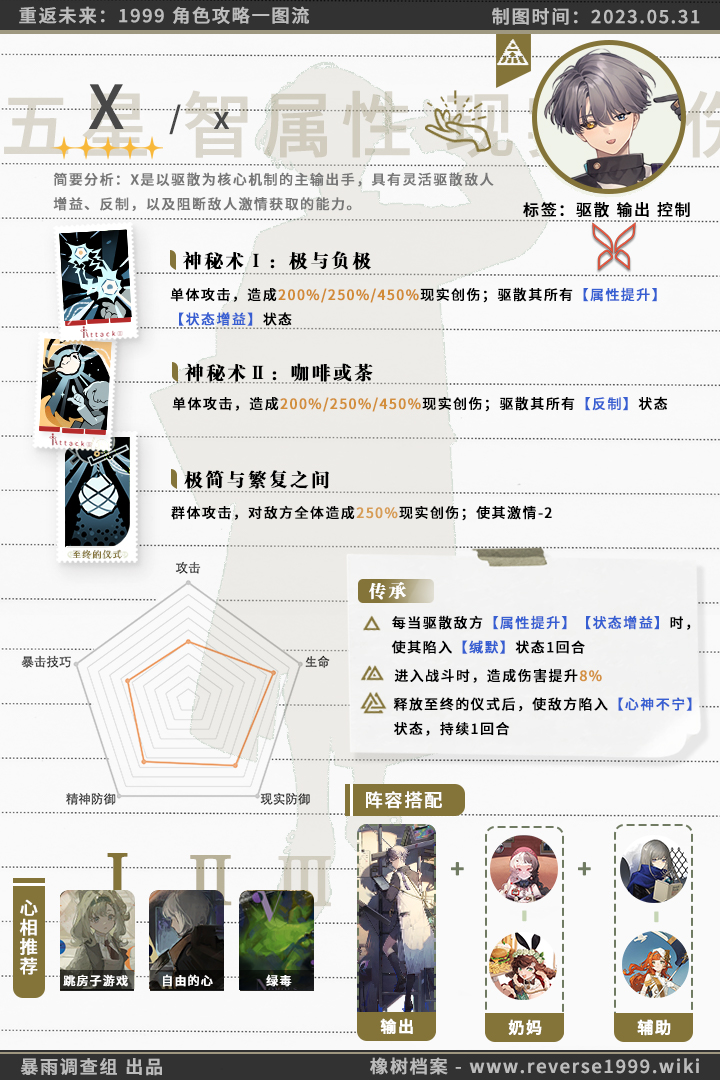 重返未来：1999 角色攻略一图流
制图时间：2023.05.31
五星 智属性 现 伤
X / x
简要分析：X是以驱散为核心机制的主输出手，具有灵活驱散敌人
增益、反制，以及阻断敌人激情获取的能力。
标签：驱散 输出 控制
神秘术Ⅰ：极与负极
单体攻击，造成200%/250%/450%现实创伤；驱散其所有【属性提升】
【状态增益】状态
Attack
神秘术Ⅱ：咖啡或茶
单体攻击，造成200%/250%/450%现实创伤；驱散其所有【反制】状态
Attack
极简与繁复之间
群体攻击，对敌方全体造成250%现实创伤；使其激情-2
至终的仪式
攻击
生命
现实防御
精神防御
暴击技巧
传承
每当驱散敌方【属性提升】【状态增益】时，
使其陷入【缄默】状态1回合
进入战斗时，造成伤害提升8%
释放至终的仪式后，使敌方陷入【心神不宁】
状态，持续1回合
阵容搭配
+ +
输出
奶妈
辅助
心相推荐
I II III
跳房子游戏
自由的心
绿毒
暴雨调查组 出品
橡树档案 - www.reverse1999.wiki